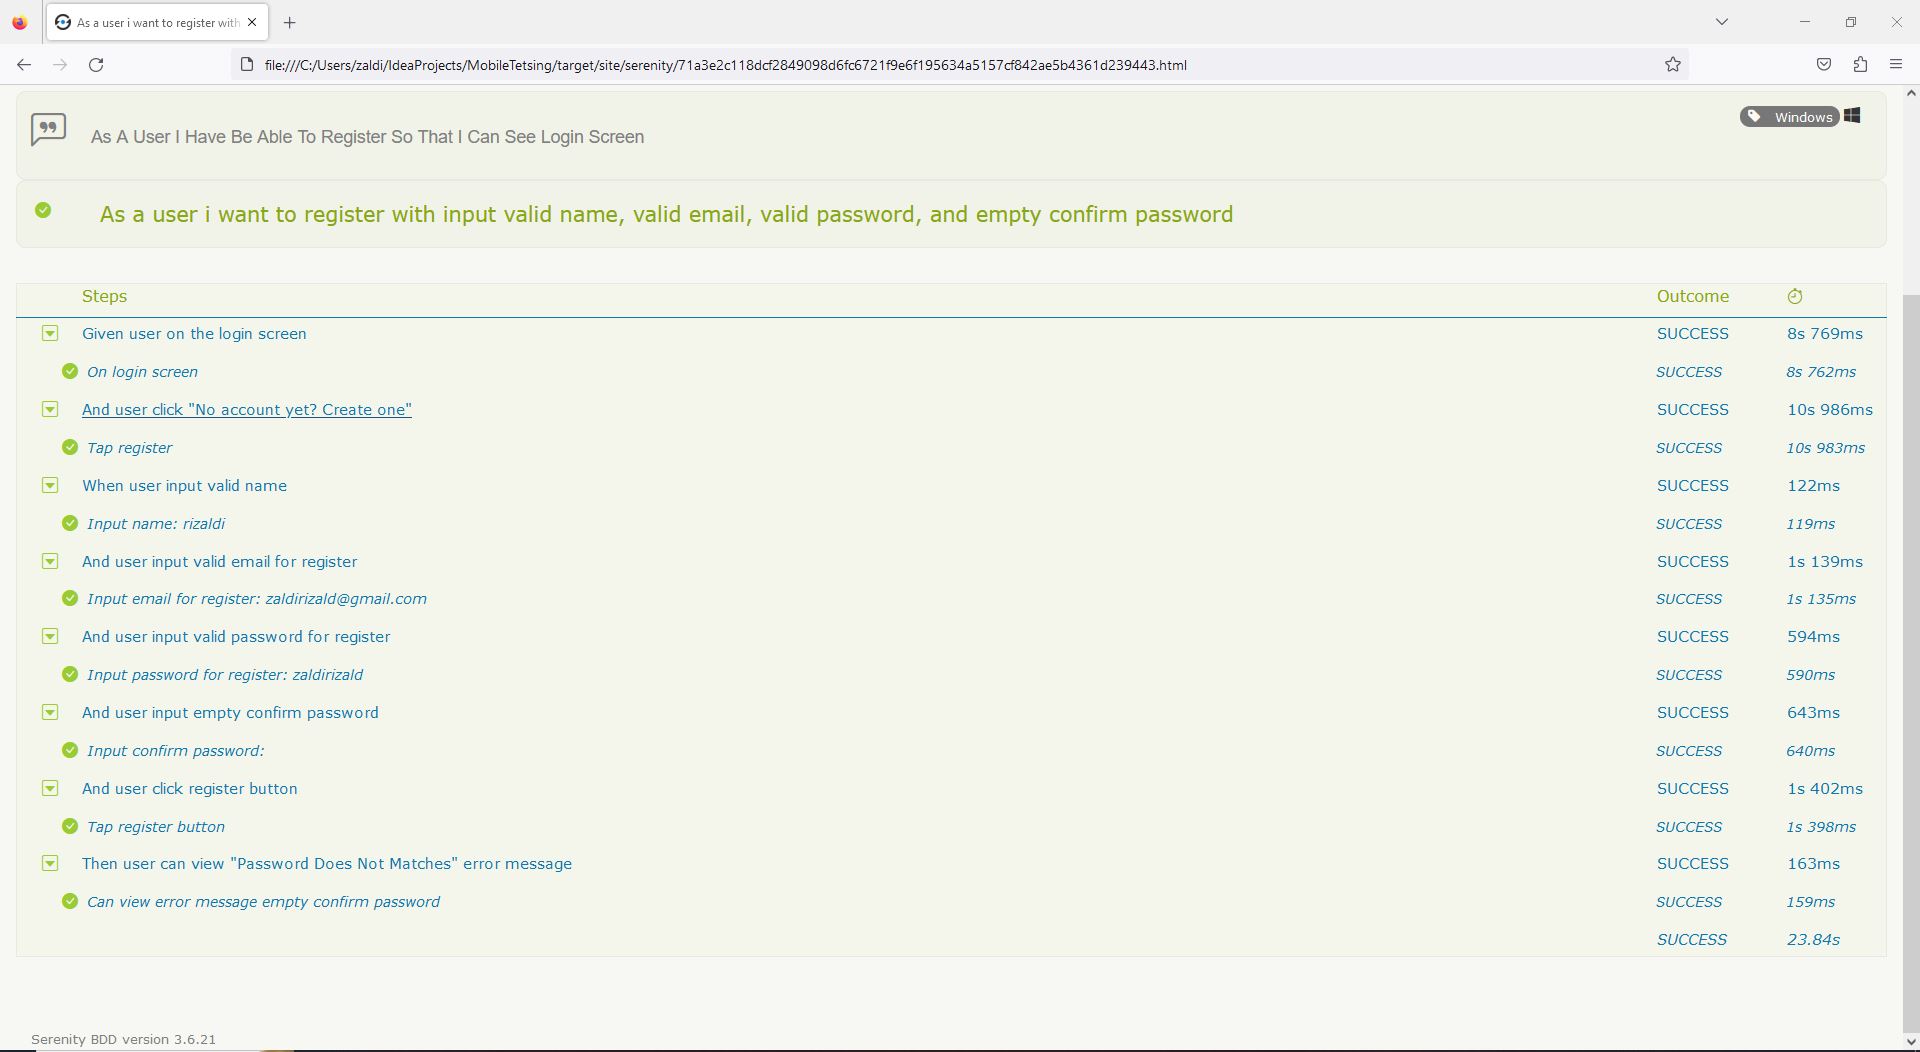 As a user i want to register with
file:///C:/Users/zaldi/IdeaProjects/MobileTetsing/target/site/serenity/71a3e2c118dcf2849098d6fc6721f9e6f195634a5157cf842ae5b4361d239443.html
As A User I Have Be Able To Register So That I Can See Login Screen
Windows
As a user i want to register with input valid name, valid email, valid password, and empty confirm password
Steps Outcome
Given user on the login screen SUCCESS 8s 769ms
On login screen SUCCESS 8s 762ms
And user click "No account yet? Create one" SUCCESS 10s 986ms
Tap register SUCCESS 10s 983ms
When user input valid name SUCCESS 122ms
Input name: rizaldi SUCCESS 119ms
And user input valid email for register SUCCESS 1s 139ms
Input email for register: zaldirizald@gmail.com SUCCESS 1s 135ms
And user input valid password for register SUCCESS 594ms
Input password for register: zaldirizald SUCCESS 590ms
And user input empty confirm password SUCCESS 643ms
Input confirm password: SUCCESS 640ms
And user click register button SUCCESS 1s 402ms
Tap register button SUCCESS 1s 398ms
Then user can view "Password Does Not Matches" error message SUCCESS 163ms
Can view error message empty confirm password SUCCESS 159ms
SUCCESS 23.84s
Serenity BDD version 3.6.21